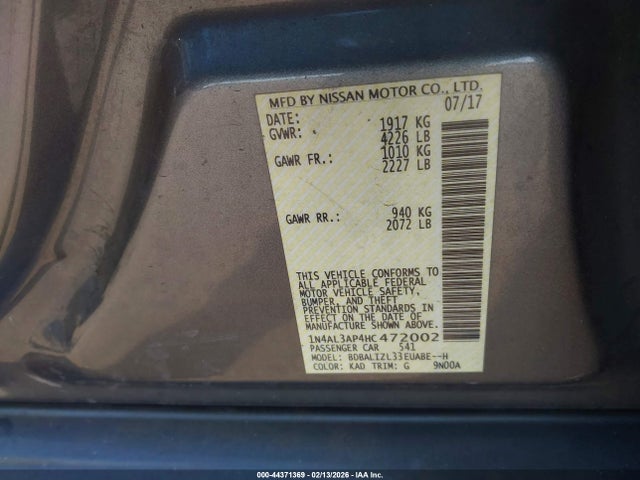 MFD BY NISSAN MOTOR CO., LTD.
DATE: 07/17
GVWR: 1917 KG
4226 LB
GAWR FR.: 1010 KG
2227 LB
GAWR RR.: 940 KG
2072 LB
THIS VEHICLE CONFORMS TO
ALL APPLICABLE FEDERAL
MOTOR VEHICLE SAFETY,
BUMPER, AND THEFT
PREVENTION STANDARDS
IN EFFECT ON THE DATE OF
MANUFACTURE SHOWN ABOVE.
1N4AL3AP4HC472002
PASSENGER CAR 541
MODEL: BDBALIZL33EUABE--H
COLOR: KAD TRIM: G 9N00A
000-44371369 - 02/13/2026 - IAA Inc.